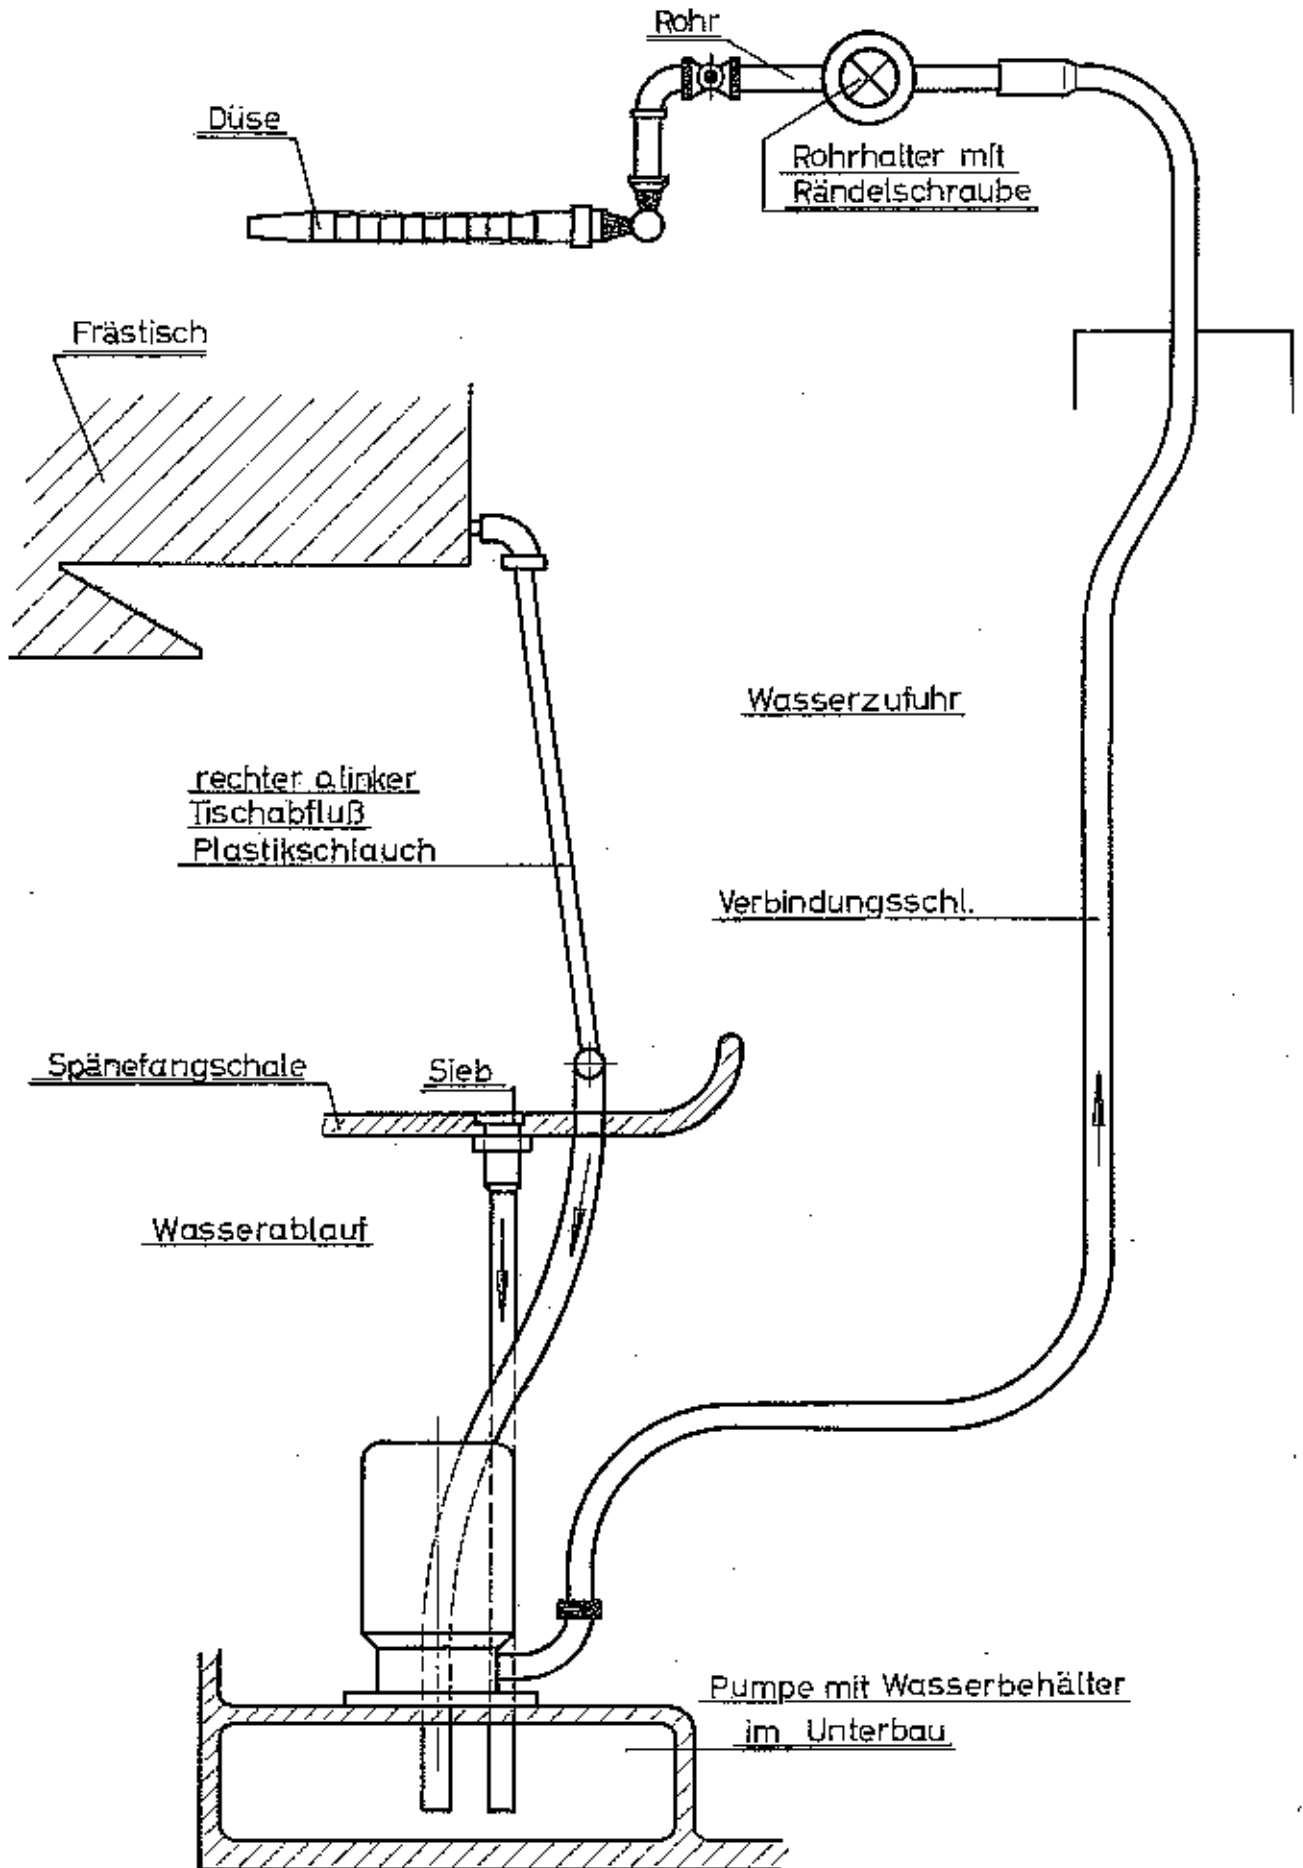 Rohr
Düse
Rohrhalter mit
Rändelschraube
Frästisch
Wasserzufuhr
rechter o.linker
Tischabfluß
Plastikschlauch
Verbindungsschl.
Spänefangschale
Sieb
Wasserablauf
Pumpe mit Wasserbehälter
im Unterbau